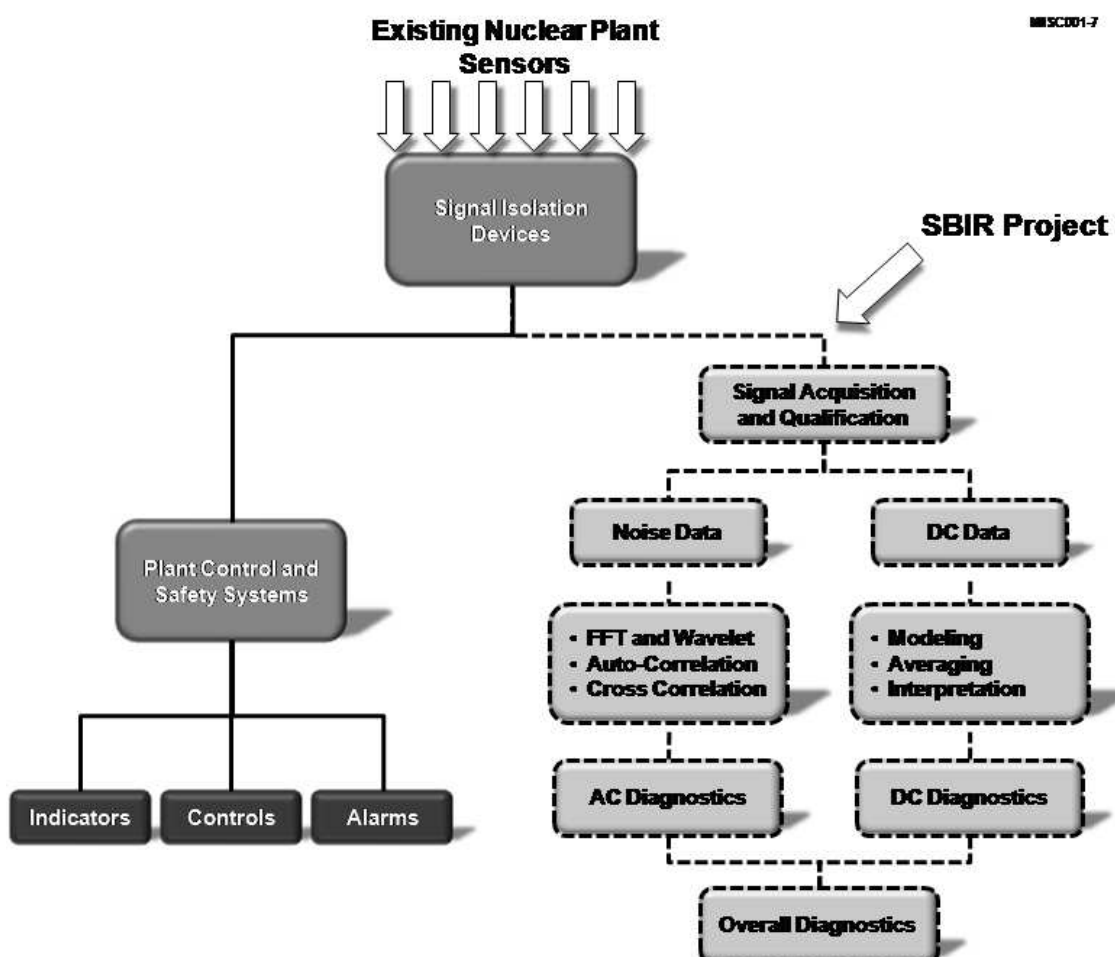 Existing Nuclear Plant
Sensors
MISC001-7
Signal Isolation
Devices
SBIR Project
Signal Acquisition
and Qualification
Noise Data
DC Data
Plant Control and
Safety Systems
• FFT and Wavelet
• Auto-Correlation
• Cross Correlation
• Modeling
• Averaging
• Interpretation
AC Diagnostics
DC Diagnostics
Indicators
Controls
Alarms
Overall Diagnostics